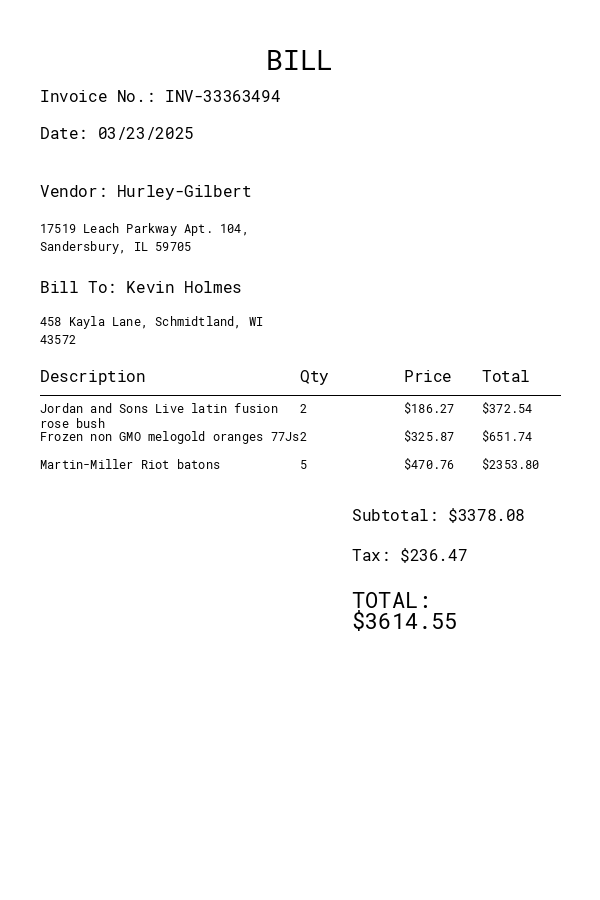 BILL
Invoice No.: INV-33363494
Date: 03/23/2025
Vendor: Hurley-Gilbert
17519 Leach Parkway Apt. 104,
Sandersbury, IL 59705
Bill To: Kevin Holmes
458 Kayla Lane, Schmidtland, WI
43572
Description Qty Price Total
Jordan and Sons Live latin fusion 2 $186.27 $372.54
rose bush
Frozen non GMO melogold oranges 77Js 2 $325.87 $651.74
Martin-Miller Riot batons 5 $470.76 $2353.80
Subtotal: $3378.08
Tax: $236.47
TOTAL:
$3614.55